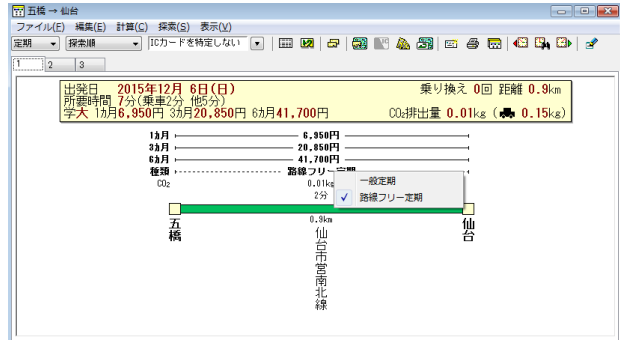 五橋 → 仙台
ファイル(F) 編集(E) 計算(C) 探索(S) 表示(V)
定期 探索順 ICカードを特定しない
1 2 3
出発日 2015年12月 6日(日) 乗り換え 0回 距離 0.9km
所要時間 7分(乗車2分 他5分)
学大 1ｶ月6,950円 3ｶ月20,850円 6ｶ月41,700円 CO₂排出量 0.01kg ( 0.15kg)
1ｶ月 6,950円
3ｶ月 20,850円
6ｶ月 41,700円
種類 路線フリー定期
CO₂ 0.01kg
2分
一般定期
✓ 路線フリー定期
0.9km
五橋
仙台市営南北線
仙台